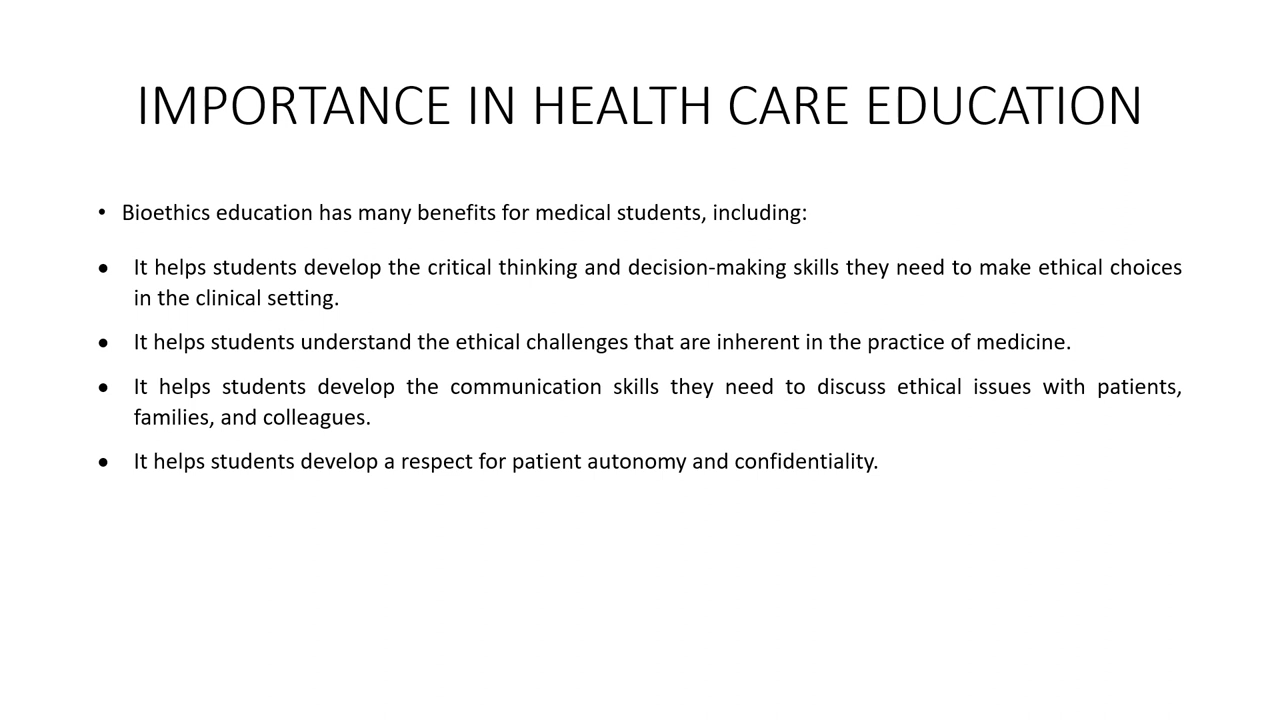 IMPORTANCE IN HEALTH CARE EDUCATION
• Bioethics education has many benefits for medical students, including:
● It helps students develop the critical thinking and decision-making skills they need to make ethical choices
in the clinical setting.
● It helps students understand the ethical challenges that are inherent in the practice of medicine.
● It helps students develop the communication skills they need to discuss ethical issues with patients,
families, and colleagues.
● It helps students develop a respect for patient autonomy and confidentiality.